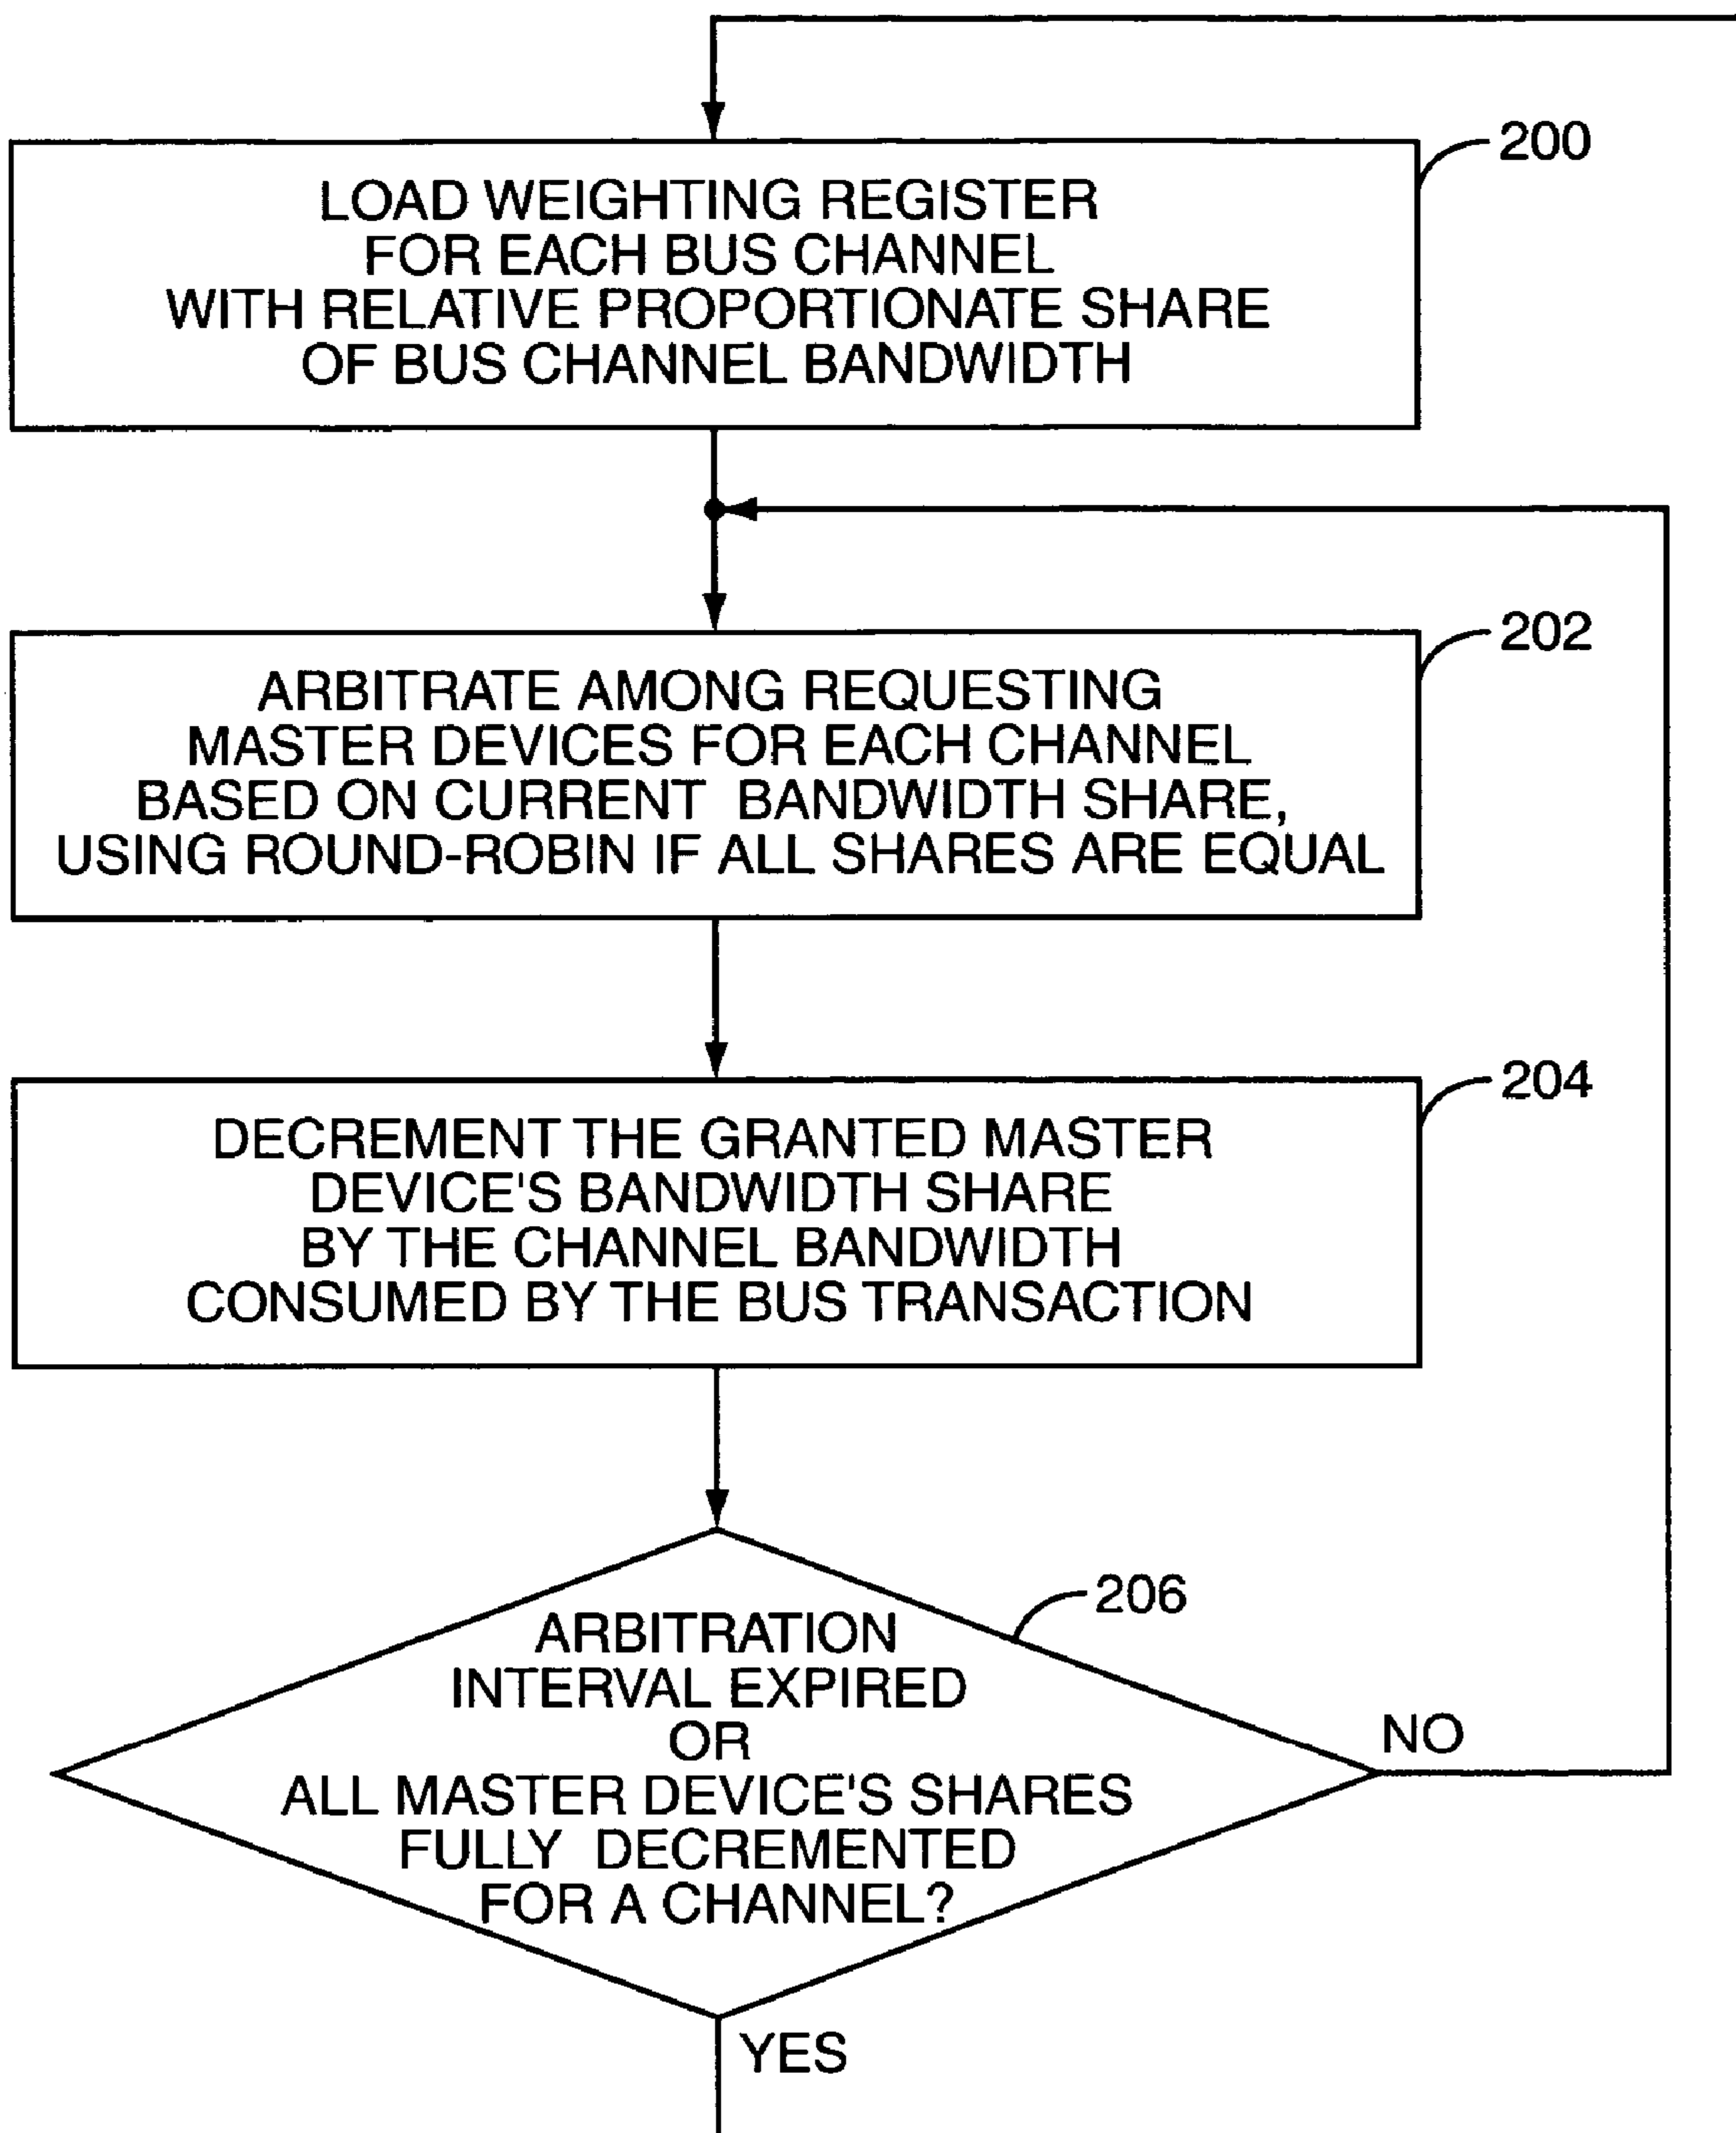 200
LOAD WEIGHTING REGISTER
FOR EACH BUS CHANNEL
WITH RELATIVE PROPORTIONATE SHARE
OF BUS CHANNEL BANDWIDTH
202
ARBITRATE AMONG REQUESTING
MASTER DEVICES FOR EACH CHANNEL
BASED ON CURRENT BANDWIDTH SHARE,
USING ROUND-ROBIN IF ALL SHARES ARE EQUAL
204
DECREMENT THE GRANTED MASTER
DEVICE'S BANDWIDTH SHARE
BY THE CHANNEL BANDWIDTH
CONSUMED BY THE BUS TRANSACTION
206
ARBITRATION
INTERVAL EXPIRED
OR
ALL MASTER DEVICE'S SHARES
FULLY DECREMENTED
FOR A CHANNEL?
NO
YES